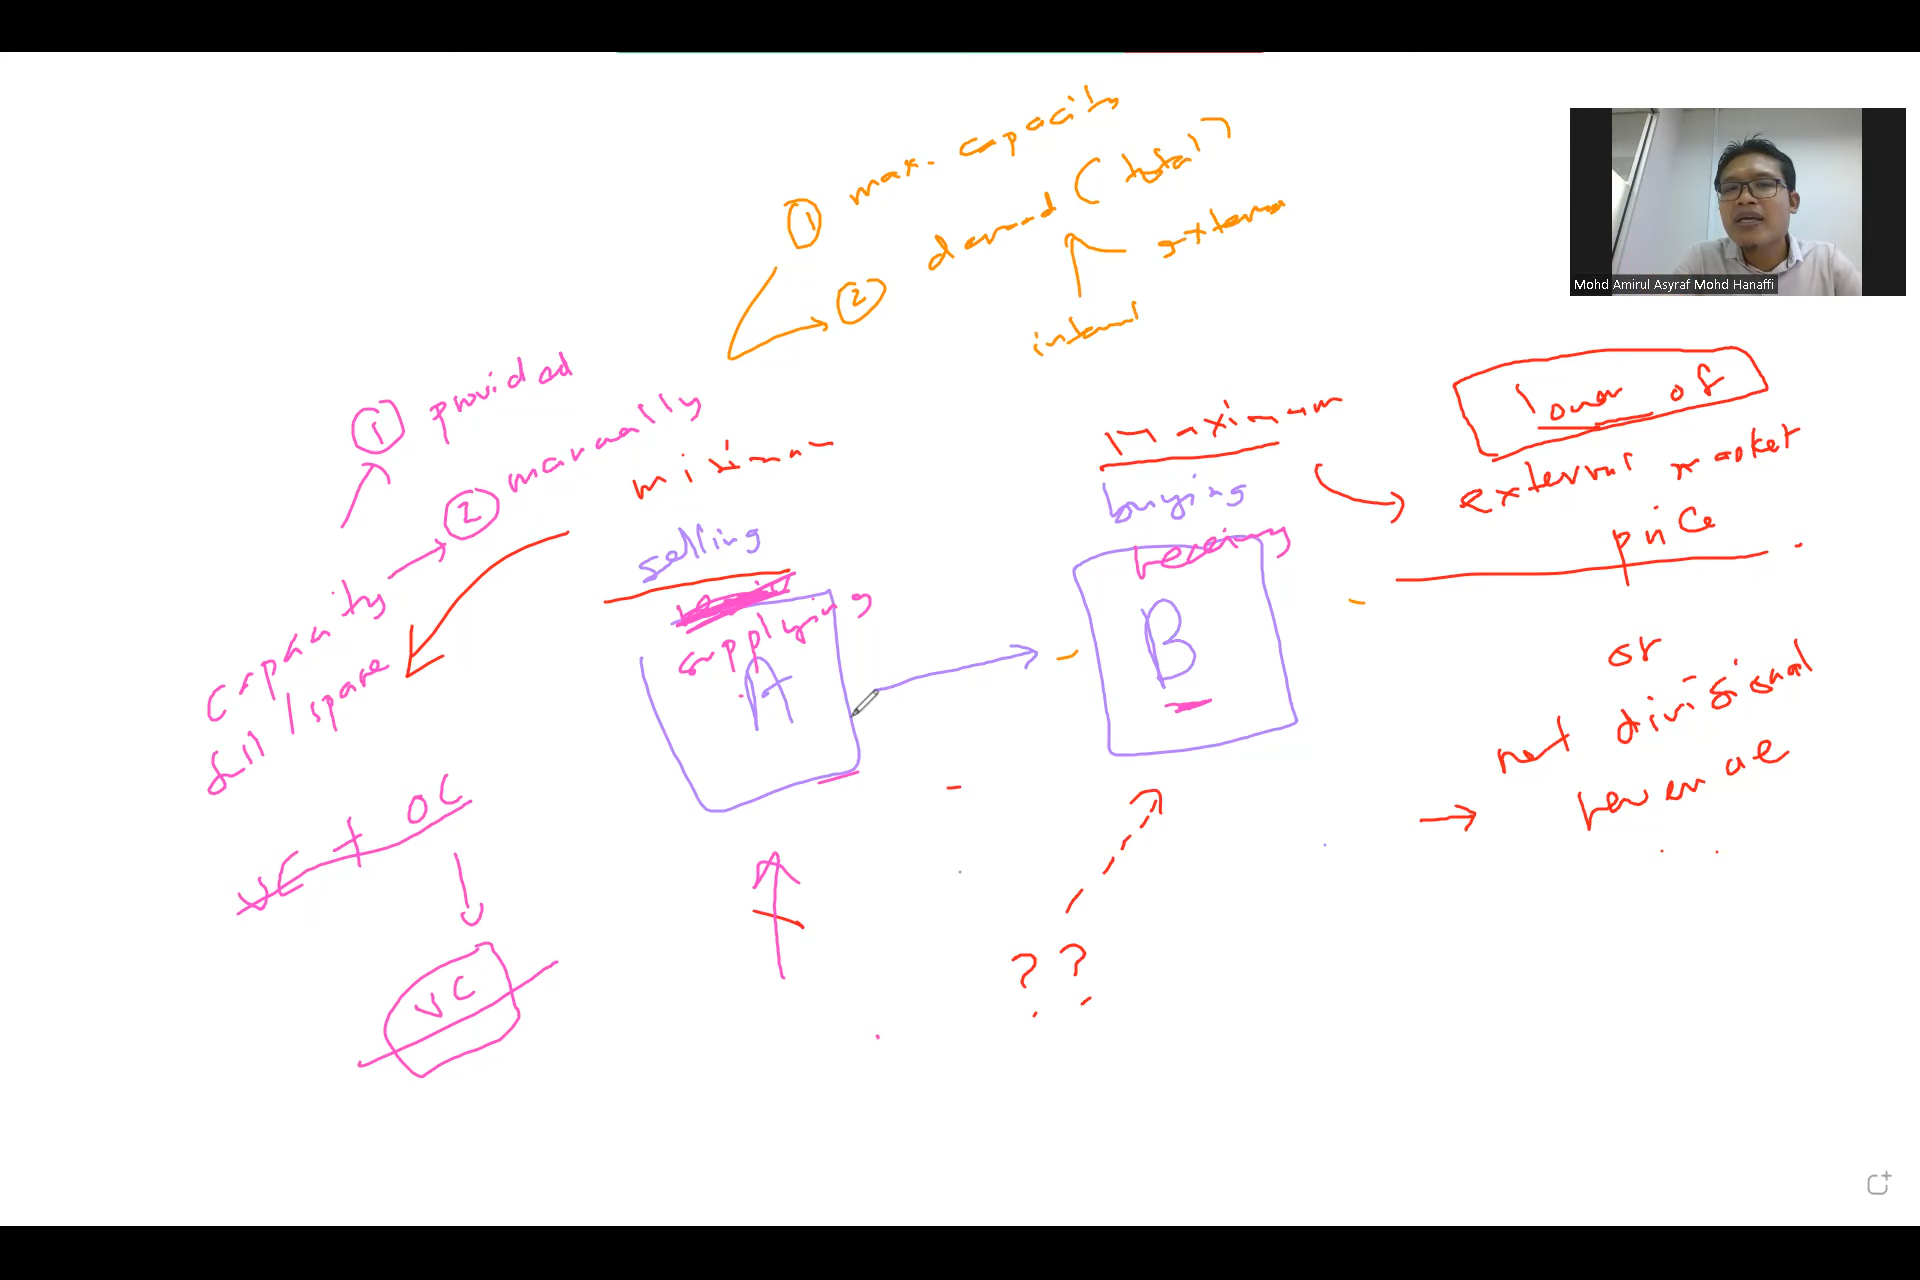 ① max. capacity
② demand (total)
external
internal
① provided
② manually
capacity
full / spare
VC + OC
VC
minimum
selling
supplying
A
Maximum
buying
receiving
B
? ?
lower of
external market
price
or
net divisional
revenue
Mohd Amirul Asyraf Mohd Hanaffi